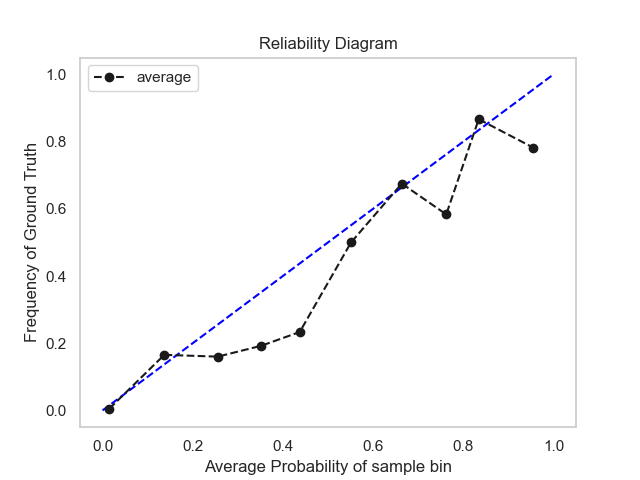 Reliability Diagram
average
Frequency of Ground Truth
1.0
0.8
0.6
0.4
0.2
0.0
0.0 0.2 0.4 0.6 0.8 1.0
Average Probability of sample bin